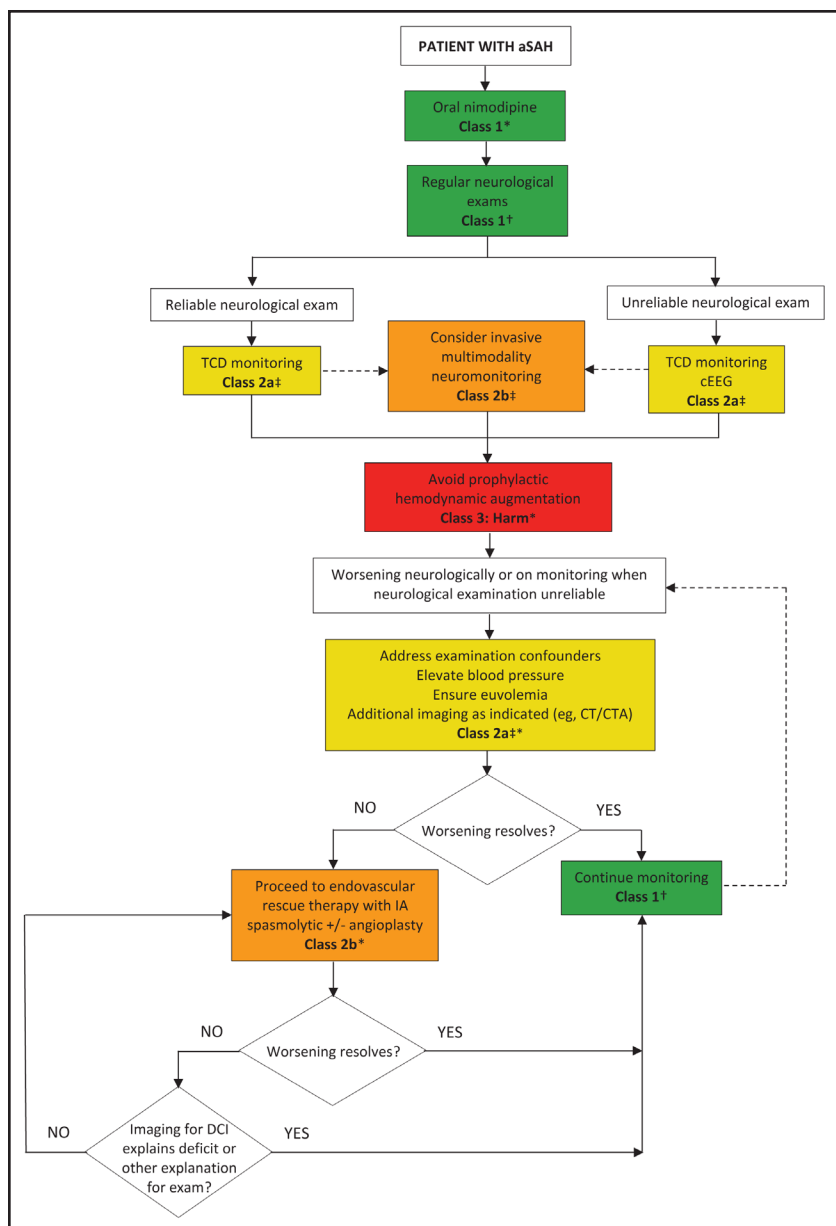 PATIENT WITH aSAH
Oral nimodipine
Class 1*
Regular neurological
exams
Class 1†
Reliable neurological exam
Unreliable neurological exam
TCD monitoring
Class 2a‡
Consider invasive
multimodality
neuromonitoring
Class 2b‡
TCD monitoring
cEEG
Class 2a‡
Avoid prophylactic
hemodynamic augmentation
Class 3: Harm*
Worsening neurologically or on monitoring when
neurological examination unreliable
Address examination confounders
Elevate blood pressure
Ensure euvolemia
Additional imaging as indicated (eg, CT/CTA)
Class 2a‡*
NO
YES
Worsening resolves?
Proceed to endovascular
rescue therapy with IA
spasmolytic +/- angioplasty
Class 2b*
Continue monitoring
Class 1†
NO
YES
Worsening resolves?
NO
YES
Imaging for DCI
explains deficit or
other explanation
for exam?